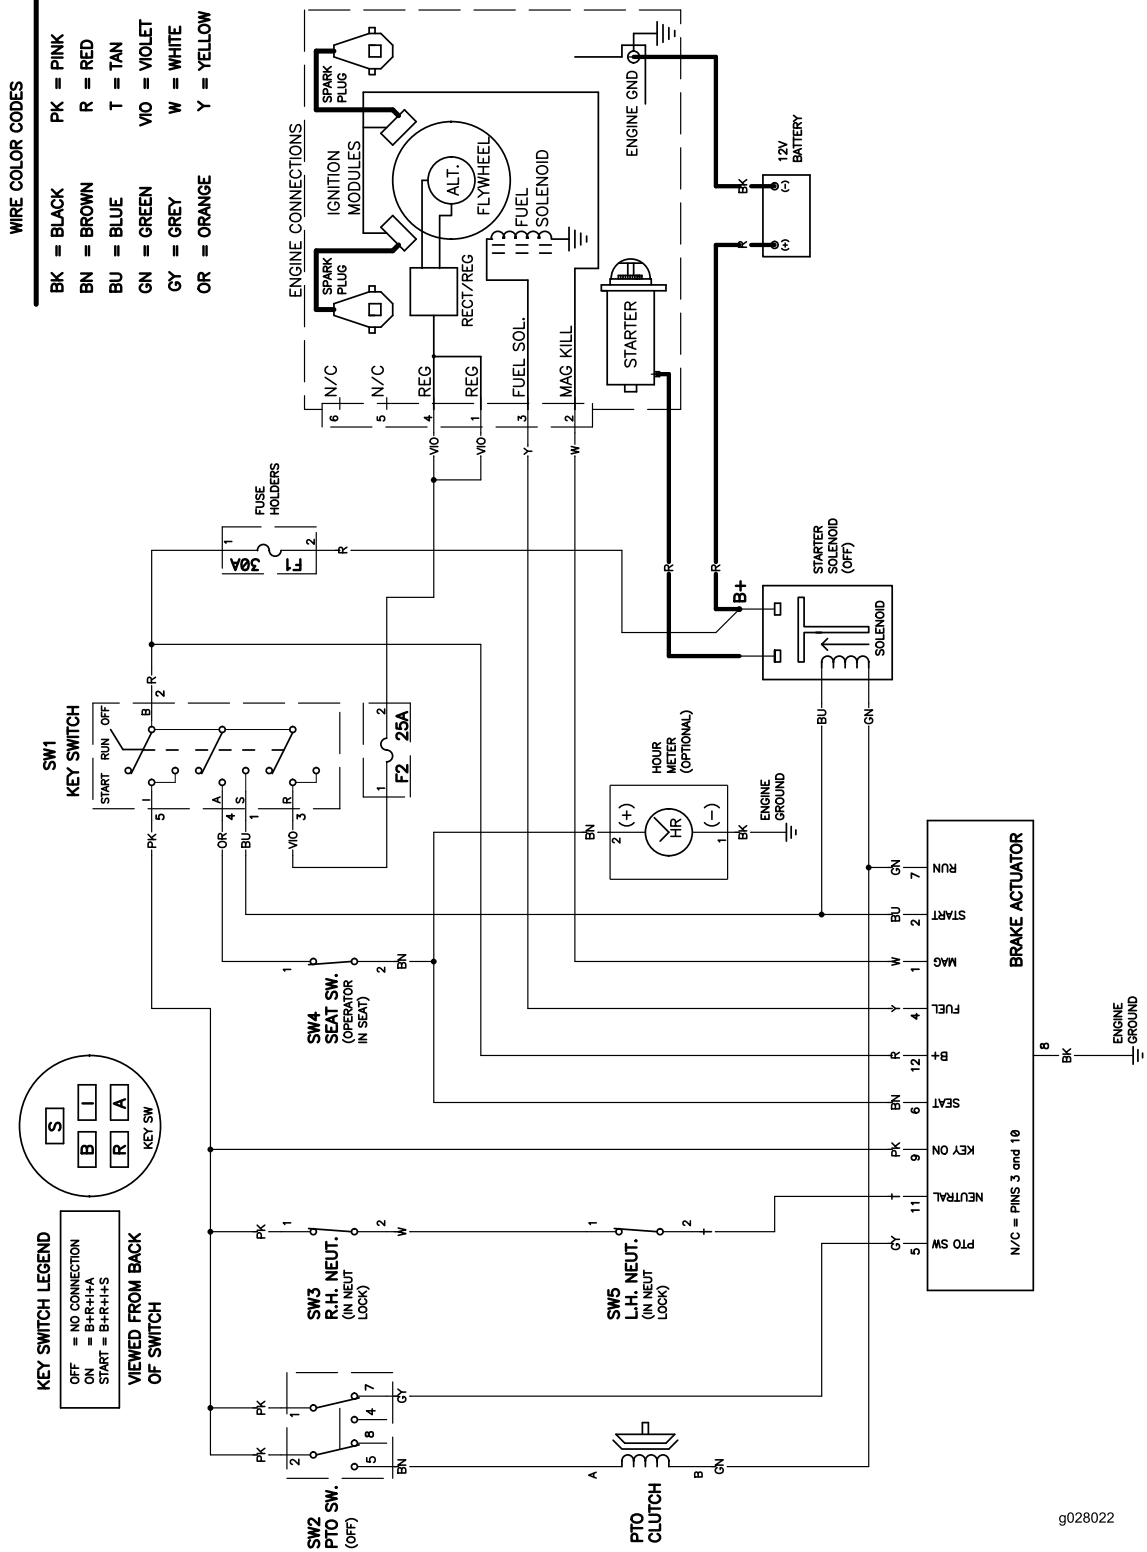 WIRE COLOR CODES
BK = BLACK PK = PINK
BN = BROWN R = RED
BU = BLUE T = TAN
GN = GREEN VIO = VIOLET
GY = GREY W = WHITE
OR = ORANGE Y = YELLOW
ENGINE CONNECTIONS
SPARK
PLUG
SPARK
PLUG
IGNITION
MODULES
ALT.
FLYWHEEL
FUEL
SOLENOID
RECT/REG
ENGINE GND
STARTER
12V
BATTERY
BK
(-)
R
(+)
N/C
N/C
REG
REG
FUEL SOL.
MAG KILL
6
5
4
1
3
2
VIO
VIO
Y
W
FUSE
HOLDERS
1
30A
F1
2
R
R
R
B+
STARTER
SOLENOID
(OFF)
SOLENOID
BU
GN
SW1
KEY SWITCH
START RUN OFF
R
2
B
I
A
S
R
5
4
1
3
PK
OR
BU
VIO
2
25A
F2
1
HOUR
METER
(OPTIONAL)
BN
2
(+)
HR
(-)
1
BK
ENGINE
GROUND
SW4
SEAT SW.
(OPERATOR
IN SEAT)
1
2
BN
GN
7
RUN
BU
2
START
W
1
MAG
Y
4
FUEL
R
12
B+
BN
6
SEAT
PK
9
KEY ON
T
11
NEUTRAL
GY
5
PTO SW
BRAKE ACTUATOR
N/C = PINS 3 and 10
8
BK
ENGINE
GROUND
S
B
I
R
A
KEY SW
KEY SWITCH LEGEND
OFF = NO CONNECTION
ON = B+R+I+A
START = B+R+I+S
VIEWED FROM BACK
OF SWITCH
PK
1
2
W
SW3
R.H. NEUT.
(IN NEUT
LOCK)
1
2
T
SW5
L.H. NEUT.
(IN NEUT
LOCK)
PK
PK
1
2
7
4
8
5
GY
BN
SW2
PTO SW.
(OFF)
A
B
GN
PTO
CLUTCH
g028022